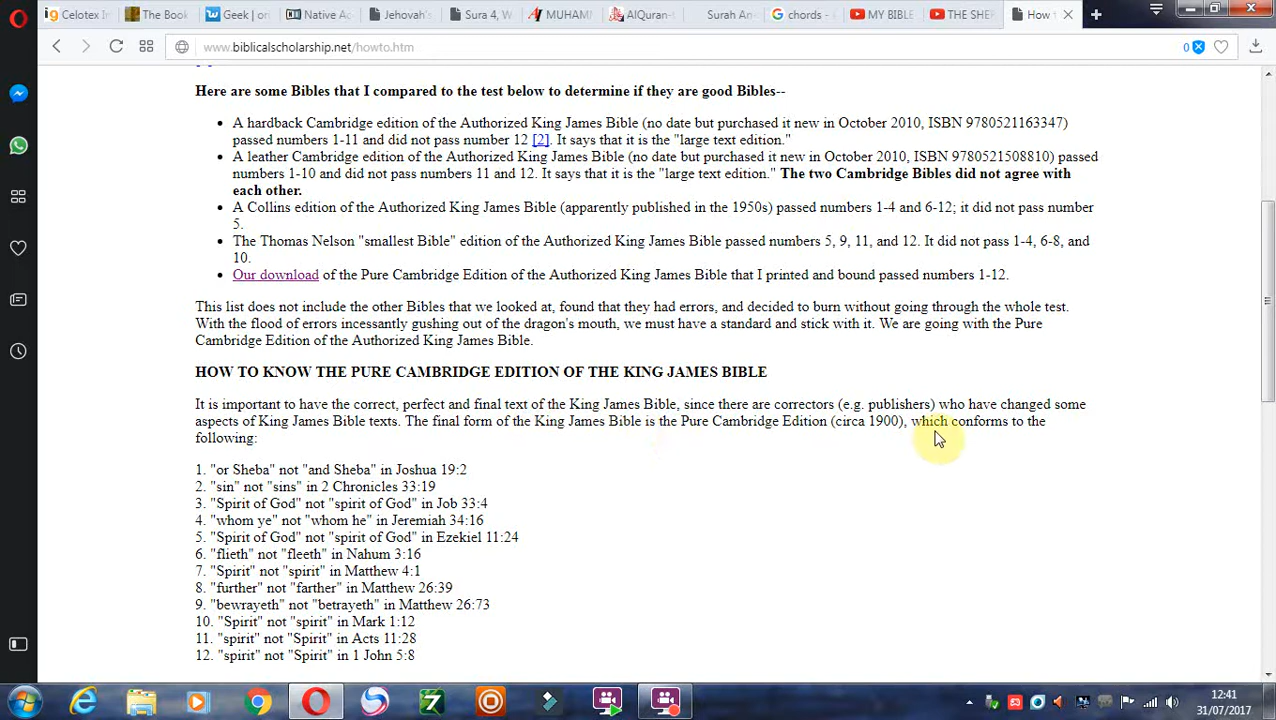 Celotex In
The Book
Geek | on
Native Ac
Jehovah's
Sura 4
MUHAMM
AlQuran-t
Surah An
chords -
MY BIBLE
THE SHE
How t
www.biblicalscholarship.net/howto.htm
0
Here are some Bibles that I compared to the test below to determine if they are good Bibles--
• A hardback Cambridge edition of the Authorized King James Bible (no date but purchased it new in October 2010, ISBN 9780521163347)
passed numbers 1-11 and did not pass number 12 [2]. It says that it is the "large text edition."
• A leather Cambridge edition of the Authorized King James Bible (no date but purchased it new in October 2010, ISBN 9780521508810) passed
numbers 1-10 and did not pass numbers 11 and 12. It says that it is the "large text edition." The two Cambridge Bibles did not agree with
each other.
• A Collins edition of the Authorized King James Bible (apparently published in the 1950s) passed numbers 1-4 and 6-12; it did not pass number
5.
• The Thomas Nelson "smallest Bible" edition of the Authorized King James Bible passed numbers 5, 9, 11, and 12. It did not pass 1-4, 6-8, and
10.
• Our download of the Pure Cambridge Edition of the Authorized King James Bible that I printed and bound passed numbers 1-12.
This list does not include the other Bibles that we looked at, found that they had errors, and decided to burn without going through the whole test.
With the flood of errors incessantly gushing out of the dragon's mouth, we must have a standard and stick with it. We are going with the Pure
Cambridge Edition of the Authorized King James Bible.
HOW TO KNOW THE PURE CAMBRIDGE EDITION OF THE KING JAMES BIBLE
It is important to have the correct, perfect and final text of the King James Bible, since there are correctors (e.g. publishers) who have changed some
aspects of King James Bible texts. The final form of the King James Bible is the Pure Cambridge Edition (circa 1900), which conforms to the
following:
1. "or Sheba" not "and Sheba" in Joshua 19:2
2. "sin" not "sins" in 2 Chronicles 33:19
3. "Spirit of God" not "spirit of God" in Job 33:4
4. "whom ye" not "whom he" in Jeremiah 34:16
5. "Spirit of God" not "spirit of God" in Ezekiel 11:24
6. "flieth" not "fleeth" in Nahum 3:16
7. "Spirit" not "spirit" in Matthew 4:1
8. "further" not "farther" in Matthew 26:39
9. "bewrayeth" not "betrayeth" in Matthew 26:73
10. "Spirit" not "spirit" in Mark 1:12
11. "spirit" not "Spirit" in Acts 11:28
12. "spirit" not "Spirit" in 1 John 5:8
12:41
31/07/2017